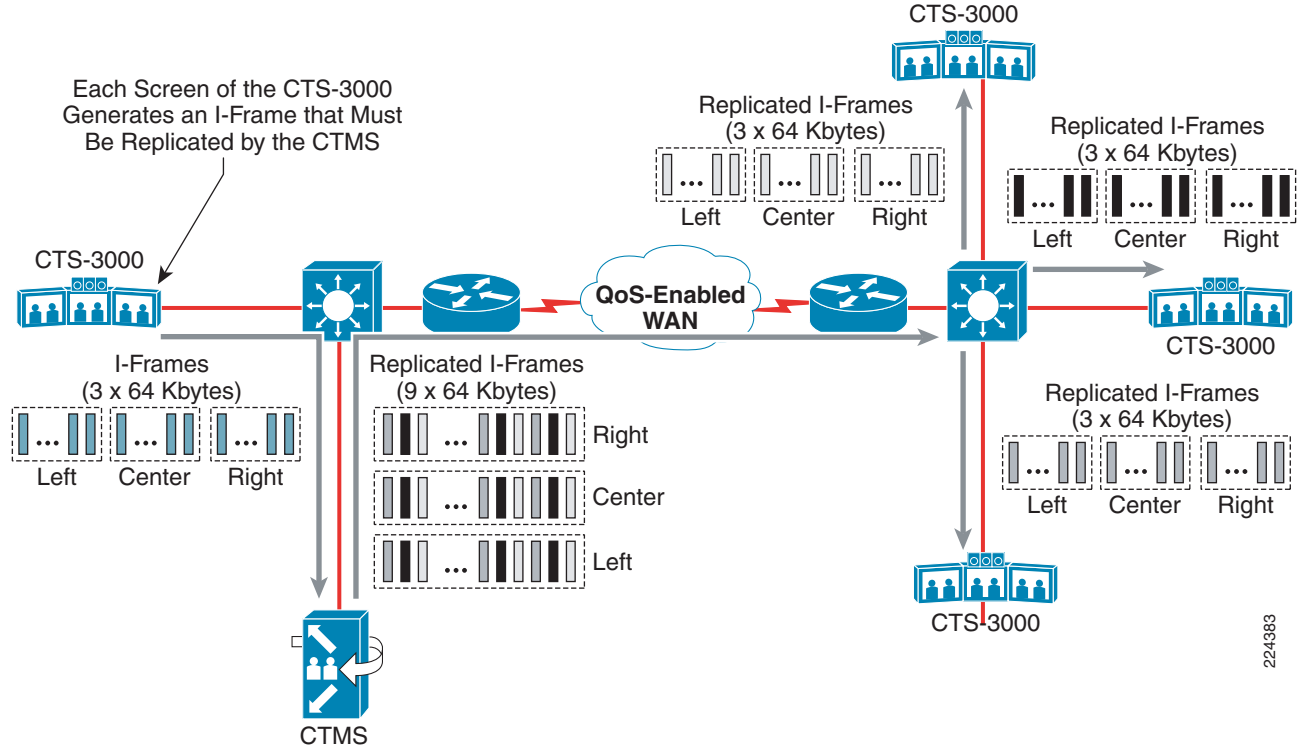 CTS-3000
Each Screen of the CTS-3000
Generates an I-Frame that Must
Be Replicated by the CTMS
Replicated I-Frames
(3 x 64 Kbytes)
...
...
...
Left
Center
Right
Replicated I-Frames
(3 x 64 Kbytes)
...
...
...
Left
Center
Right
CTS-3000
QoS-Enabled
WAN
CTS-3000
I-Frames
(3 x 64 Kbytes)
...
...
...
Left
Center
Right
Replicated I-Frames
(9 x 64 Kbytes)
...
Right
...
Center
...
Left
Replicated I-Frames
(3 x 64 Kbytes)
...
...
...
Left
Center
Right
CTS-3000
CTMS
224383